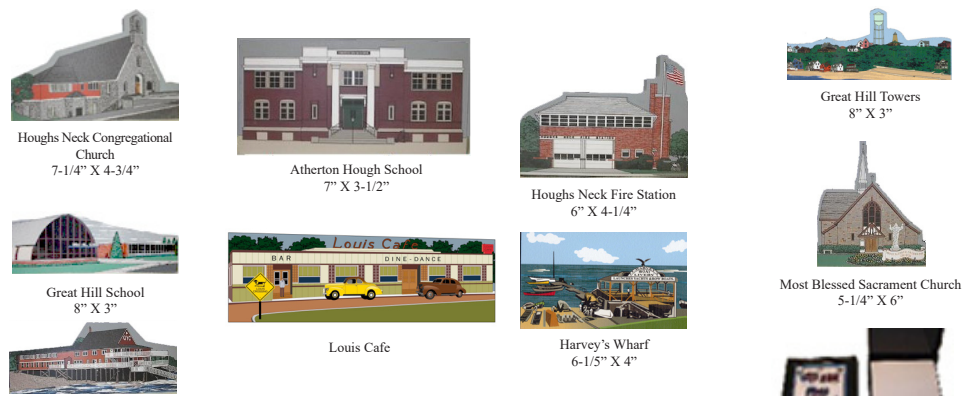 Houghs Neck Congregational
Church
7-1/4” X 4-3/4”
Atherton Hough School
7” X 3-1/2”
Houghs Neck Fire Station
6” X 4-1/4”
Great Hill Towers
8” X 3”
Great Hill School
8” X 3”
Louis Cafe
BAR
DINE-DANCE
Louis Cafe
Harvey’s Wharf
6-1/5” X 4”
Most Blessed Sacrament Church
5-1/4” X 6”